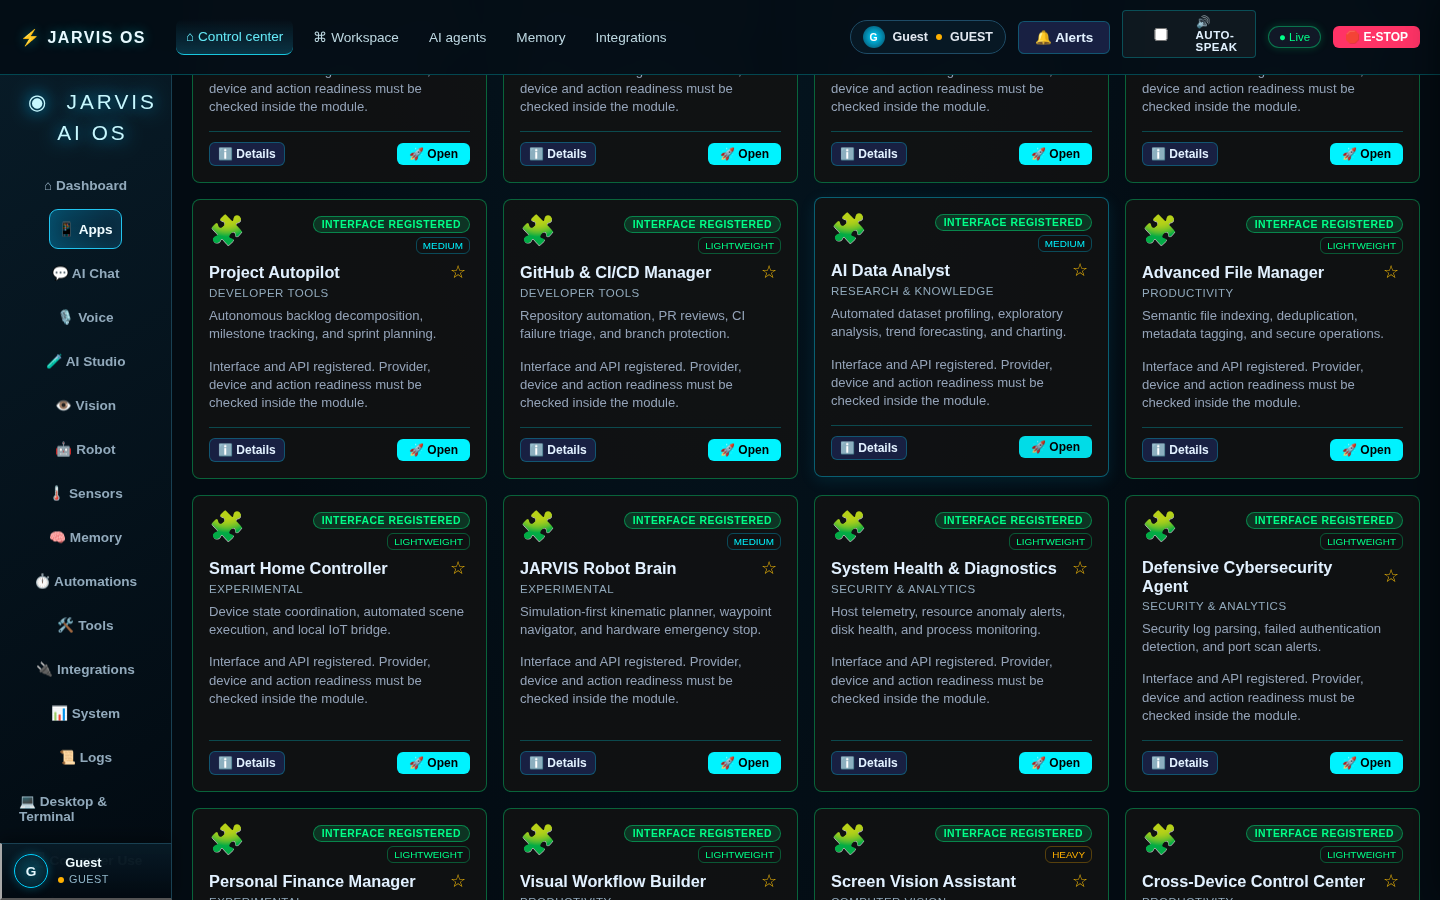 ⚡ JARVIS OS
⌂ Control center
⌘ Workspace
AI agents
Memory
Integrations
G Guest GUEST
🔔 Alerts
🔊 AUTO-SPEAK
● Live
🛑 E-STOP
◉ JARVIS
AI OS
⌂ Dashboard
📱 Apps
💬 AI Chat
🎙️ Voice
🧪 AI Studio
👁️ Vision
🤖 Robot
🌡️ Sensors
🧠 Memory
⏱️ Automations
🛠️ Tools
🔌 Integrations
📊 System
📜 Logs
💻 Desktop &
Terminal
G Guest
GUEST
device and action readiness must be
checked inside the module.
ℹ️ Details 🚀 Open
device and action readiness must be
checked inside the module.
ℹ️ Details 🚀 Open
device and action readiness must be
checked inside the module.
ℹ️ Details 🚀 Open
device and action readiness must be
checked inside the module.
ℹ️ Details 🚀 Open
INTERFACE REGISTERED
MEDIUM
Project Autopilot ☆
DEVELOPER TOOLS
Autonomous backlog decomposition,
milestone tracking, and sprint planning.
Interface and API registered. Provider,
device and action readiness must be
checked inside the module.
ℹ️ Details 🚀 Open
INTERFACE REGISTERED
LIGHTWEIGHT
GitHub & CI/CD Manager ☆
DEVELOPER TOOLS
Repository automation, PR reviews, CI
failure triage, and branch protection.
Interface and API registered. Provider,
device and action readiness must be
checked inside the module.
ℹ️ Details 🚀 Open
INTERFACE REGISTERED
MEDIUM
AI Data Analyst ☆
RESEARCH & KNOWLEDGE
Automated dataset profiling, exploratory
analysis, trend forecasting, and charting.
Interface and API registered. Provider,
device and action readiness must be
checked inside the module.
ℹ️ Details 🚀 Open
INTERFACE REGISTERED
LIGHTWEIGHT
Advanced File Manager ☆
PRODUCTIVITY
Semantic file indexing, deduplication,
metadata tagging, and secure operations.
Interface and API registered. Provider,
device and action readiness must be
checked inside the module.
ℹ️ Details 🚀 Open
INTERFACE REGISTERED
LIGHTWEIGHT
Smart Home Controller ☆
EXPERIMENTAL
Device state coordination, automated scene
execution, and local IoT bridge.
Interface and API registered. Provider,
device and action readiness must be
checked inside the module.
ℹ️ Details 🚀 Open
INTERFACE REGISTERED
MEDIUM
JARVIS Robot Brain ☆
EXPERIMENTAL
Simulation-first kinematic planner, waypoint
navigator, and hardware emergency stop.
Interface and API registered. Provider,
device and action readiness must be
checked inside the module.
ℹ️ Details 🚀 Open
INTERFACE REGISTERED
LIGHTWEIGHT
System Health & Diagnostics ☆
SECURITY & ANALYTICS
Host telemetry, resource anomaly alerts,
disk health, and process monitoring.
Interface and API registered. Provider,
device and action readiness must be
checked inside the module.
ℹ️ Details 🚀 Open
INTERFACE REGISTERED
LIGHTWEIGHT
Defensive Cybersecurity
Agent ☆
SECURITY & ANALYTICS
Security log parsing, failed authentication
detection, and port scan alerts.
Interface and API registered. Provider,
device and action readiness must be
checked inside the module.
ℹ️ Details 🚀 Open
INTERFACE REGISTERED
LIGHTWEIGHT
Personal Finance Manager ☆
EXPERIMENTAL
INTERFACE REGISTERED
LIGHTWEIGHT
Visual Workflow Builder ☆
PRODUCTIVITY
INTERFACE REGISTERED
HEAVY
Screen Vision Assistant ☆
COMPUTER VISION
INTERFACE REGISTERED
LIGHTWEIGHT
Cross-Device Control Center ☆
PRODUCTIVITY